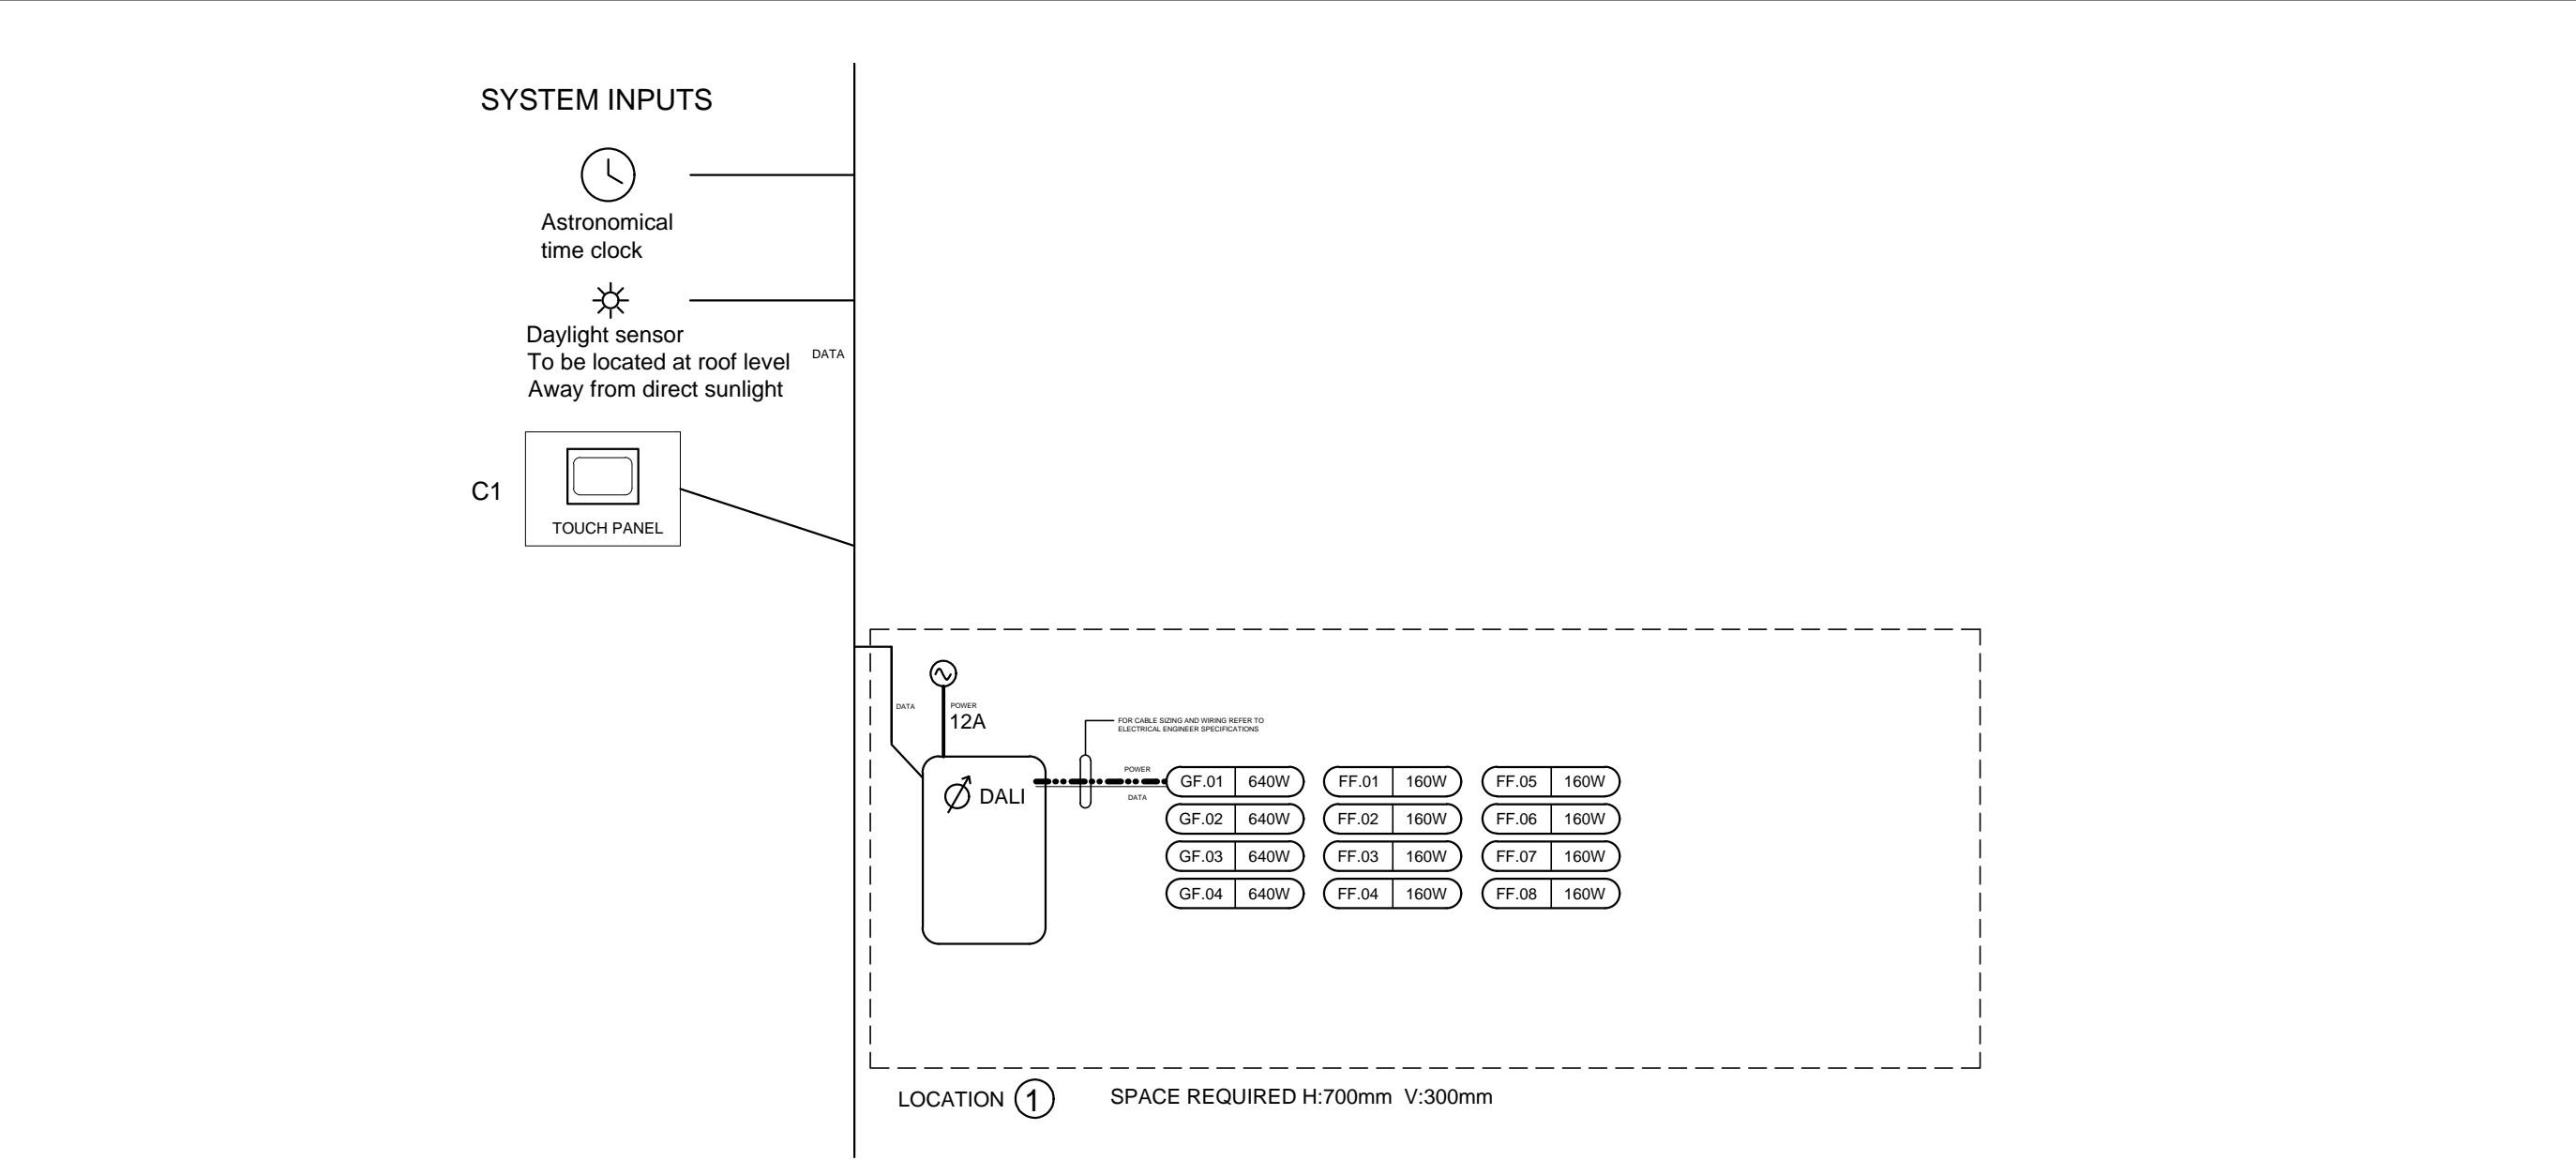 SYSTEM INPUTS
Astronomical
time clock
Daylight sensor
To be located at roof level
Away from direct sunlight
DATA
C1
TOUCH PANEL
DATA
POWER
12A
FOR CABLE SIZING AND WIRING REFER TO
ELECTRICAL ENGINEER SPECIFICATIONS
DALI
POWER
DATA
GF.01 640W FF.01 160W FF.05 160W
GF.02 640W FF.02 160W FF.06 160W
GF.03 640W FF.03 160W FF.07 160W
GF.04 640W FF.04 160W FF.08 160W
LOCATION 1 SPACE REQUIRED H:700mm V:300mm